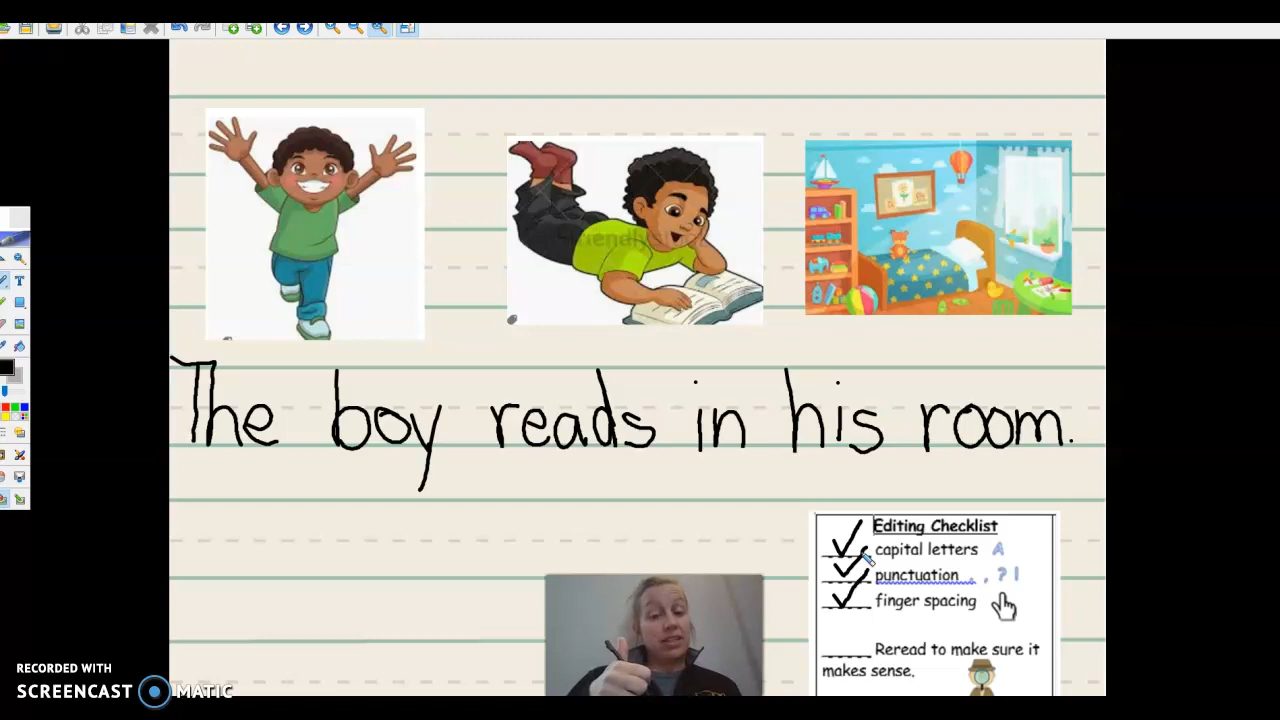 friendly
The boy reads in his room.
Editing Checklist
capital letters A
punctuation . , ? !
finger spacing
Reread to make sure it
makes sense.
RECORDED WITH
SCREENCAST MATIC